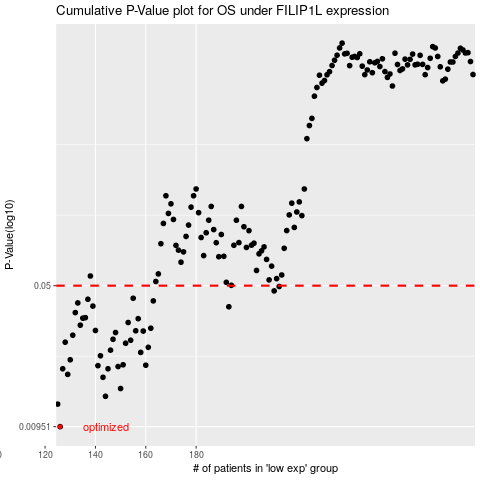 Cumulative P-Value plot for OS under FILIP1L expression
P-Value(log10)
0.05
0.00951
optimized
0 120 140 160 180
# of patients in 'low exp' group